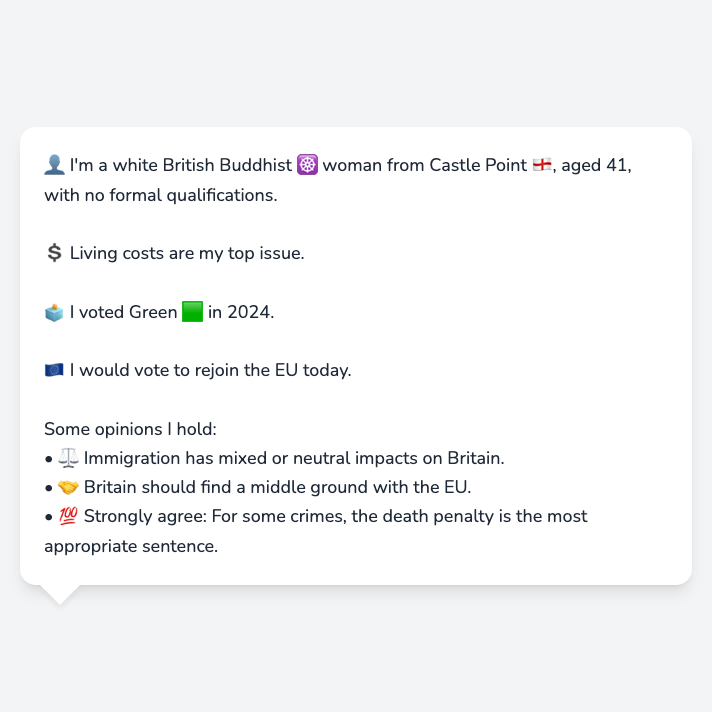 👤 I'm a white British Buddhist ☸️ woman from Castle Point 🏴󠁧󠁢󠁥󠁮󠁧󠁿, aged 41,
with no formal qualifications.
💲 Living costs are my top issue.
🗳️ I voted Green 🟩 in 2024.
🇪🇺 I would vote to rejoin the EU today.
Some opinions I hold:
• ⚖️ Immigration has mixed or neutral impacts on Britain.
• 🤝 Britain should find a middle ground with the EU.
• 💯 Strongly agree: For some crimes, the death penalty is the most
appropriate sentence.